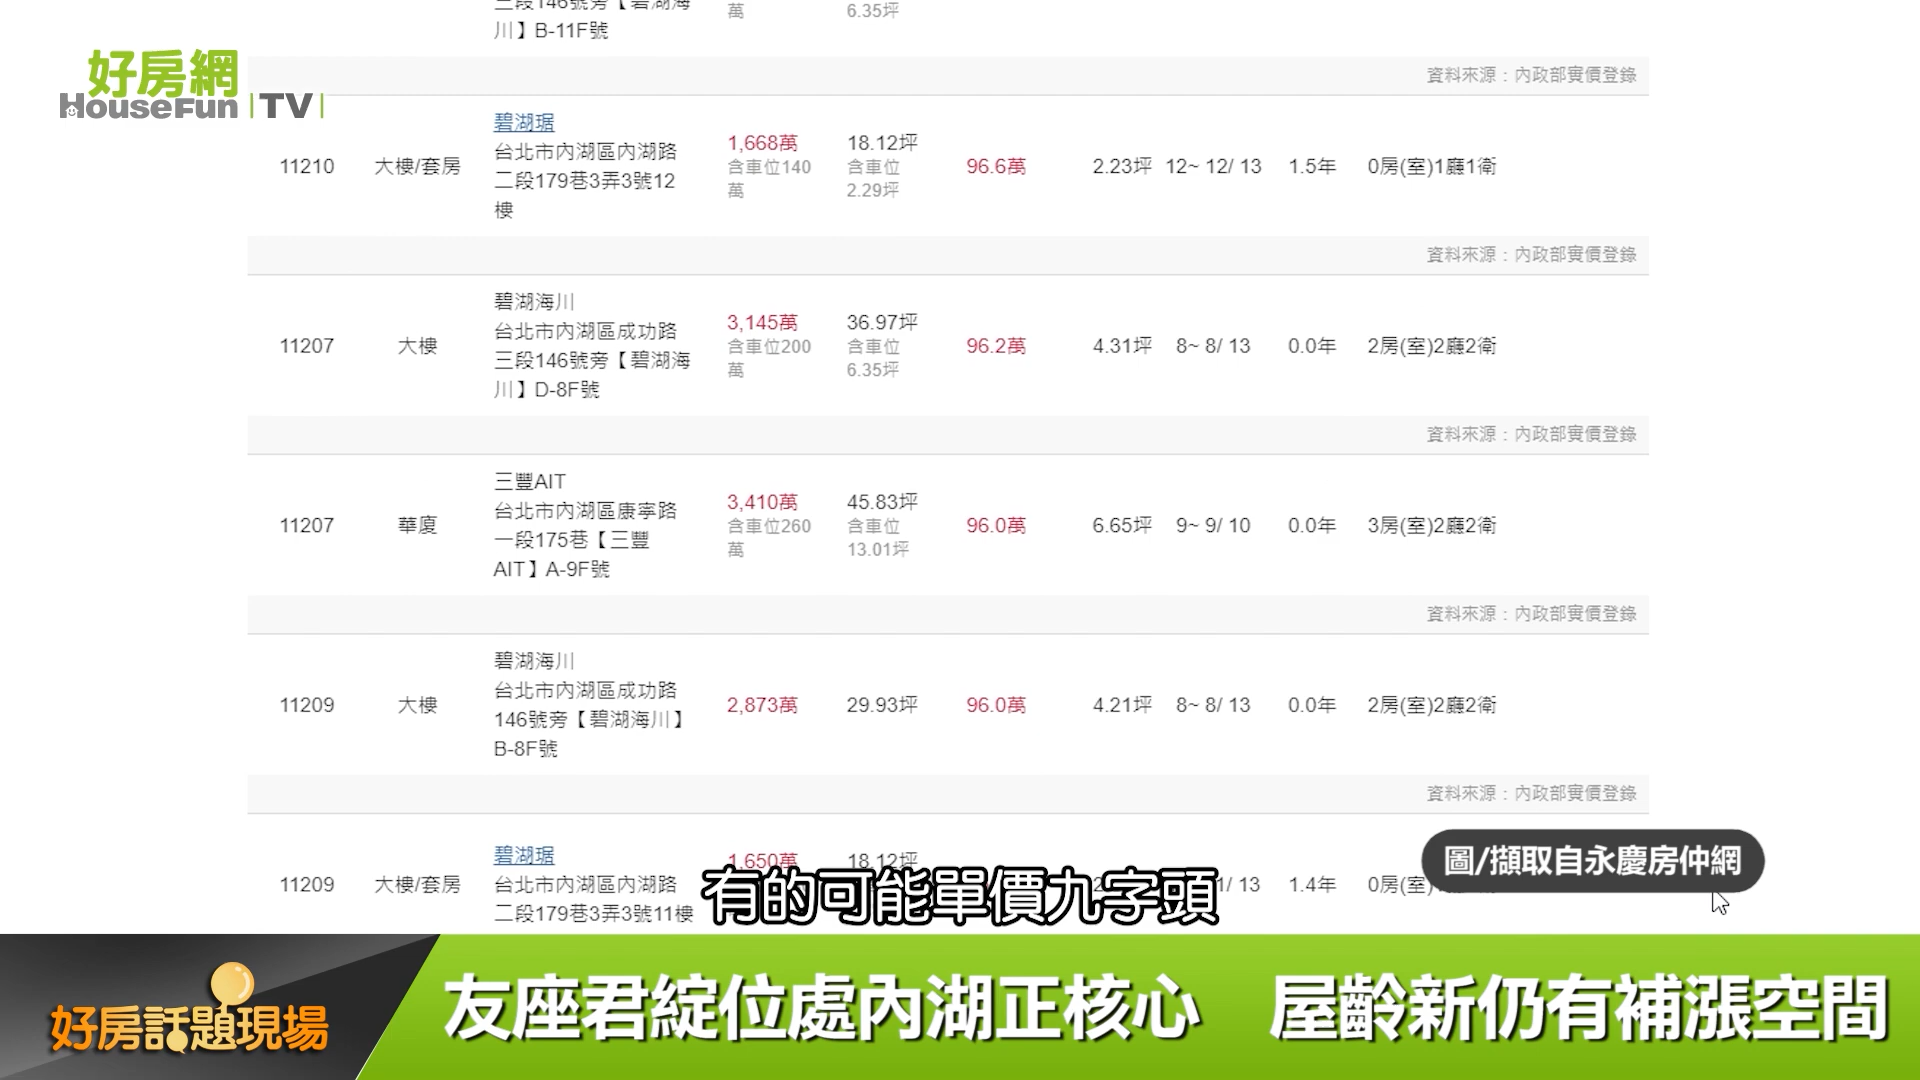 三段146號旁【碧湖海
川】B-11F號
萬
6.35坪
好房網
HouseFun TV
資料來源：內政部實價登錄
11210
大樓/套房
碧湖琚
台北市內湖區內湖路
二段179巷3弄3號12
樓
1,668萬
含車位140
萬
18.12坪
含車位
2.29坪
96.6萬
2.23坪
12~ 12/ 13
1.5年
0房(室)1廳1衛
資料來源：內政部實價登錄
11207
大樓
碧湖海川
台北市內湖區成功路
三段146號旁【碧湖海
川】D-8F號
3,145萬
含車位200
萬
36.97坪
含車位
6.35坪
96.2萬
4.31坪
8~ 8/ 13
0.0年
2房(室)2廳2衛
資料來源：內政部實價登錄
11207
華廈
三豐AIT
台北市內湖區康寧路
一段175巷【三豐
AIT】A-9F號
3,410萬
含車位260
萬
45.83坪
含車位
13.01坪
96.0萬
6.65坪
9~ 9/ 10
0.0年
3房(室)2廳2衛
資料來源：內政部實價登錄
11209
大樓
碧湖海川
台北市內湖區成功路
146號旁【碧湖海川】
B-8F號
2,873萬
29.93坪
96.0萬
4.21坪
8~ 8/ 13
0.0年
2房(室)2廳2衛
資料來源：內政部實價登錄
11209
大樓/套房
碧湖琚
台北市內湖區內湖路
二段179巷3弄3號11樓
1,650萬
18.12坪
1/ 13
1.4年
0房(室)
圖/擷取自永慶房仲網
有的可能單價九字頭
好房話題現場
友座君綻位處內湖正核心 屋齡新仍有補漲空間